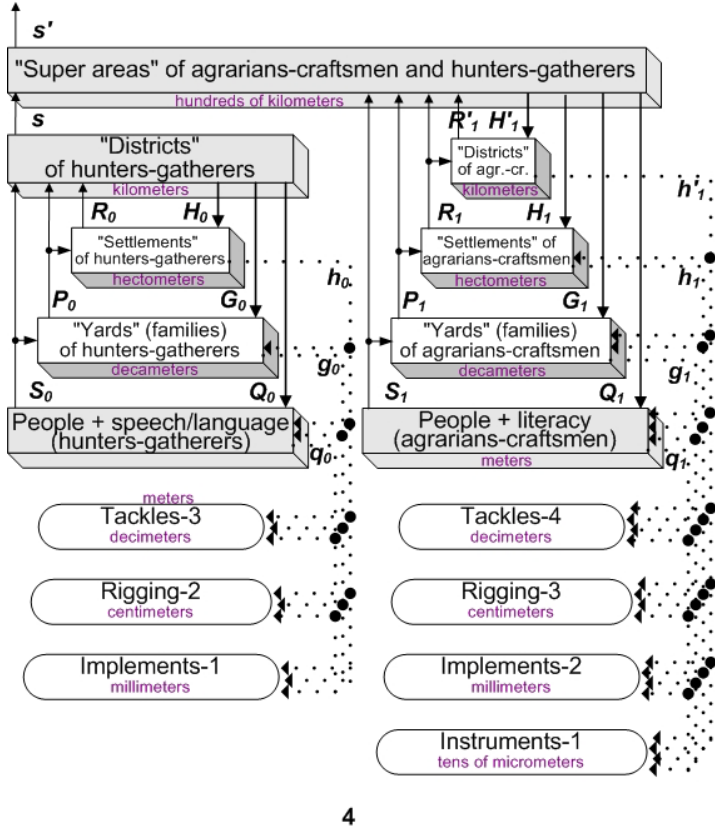 s'
"Super areas" of agrarians-craftsmen and hunters-gatherers
hundreds of kilometers
s
R'1 H'1
"Districts"
of hunters-gatherers
kilometers
"Districts"
of agr.-cr.
kilometers
h'1
R0 H0
R1 H1
"Settlements"
of hunters-gatherers
hectometers
"Settlements" of
agrarians-craftsmen
hectometers
h0
h1
P0 G0
P1 G1
"Yards" (families)
of hunters-gatherers
decameters
"Yards" (families)
of agrarians-craftsmen
decameters
g0
g1
S0 Q0
S1 Q1
People + speech/language
(hunters-gatherers)
q0
People + literacy
(agrarians-craftsmen)
meters
q1
meters
Tackles-3
decimeters
Tackles-4
decimeters
Rigging-2
centimeters
Rigging-3
centimeters
Implements-1
millimeters
Implements-2
millimeters
Instruments-1
tens of micrometers
4